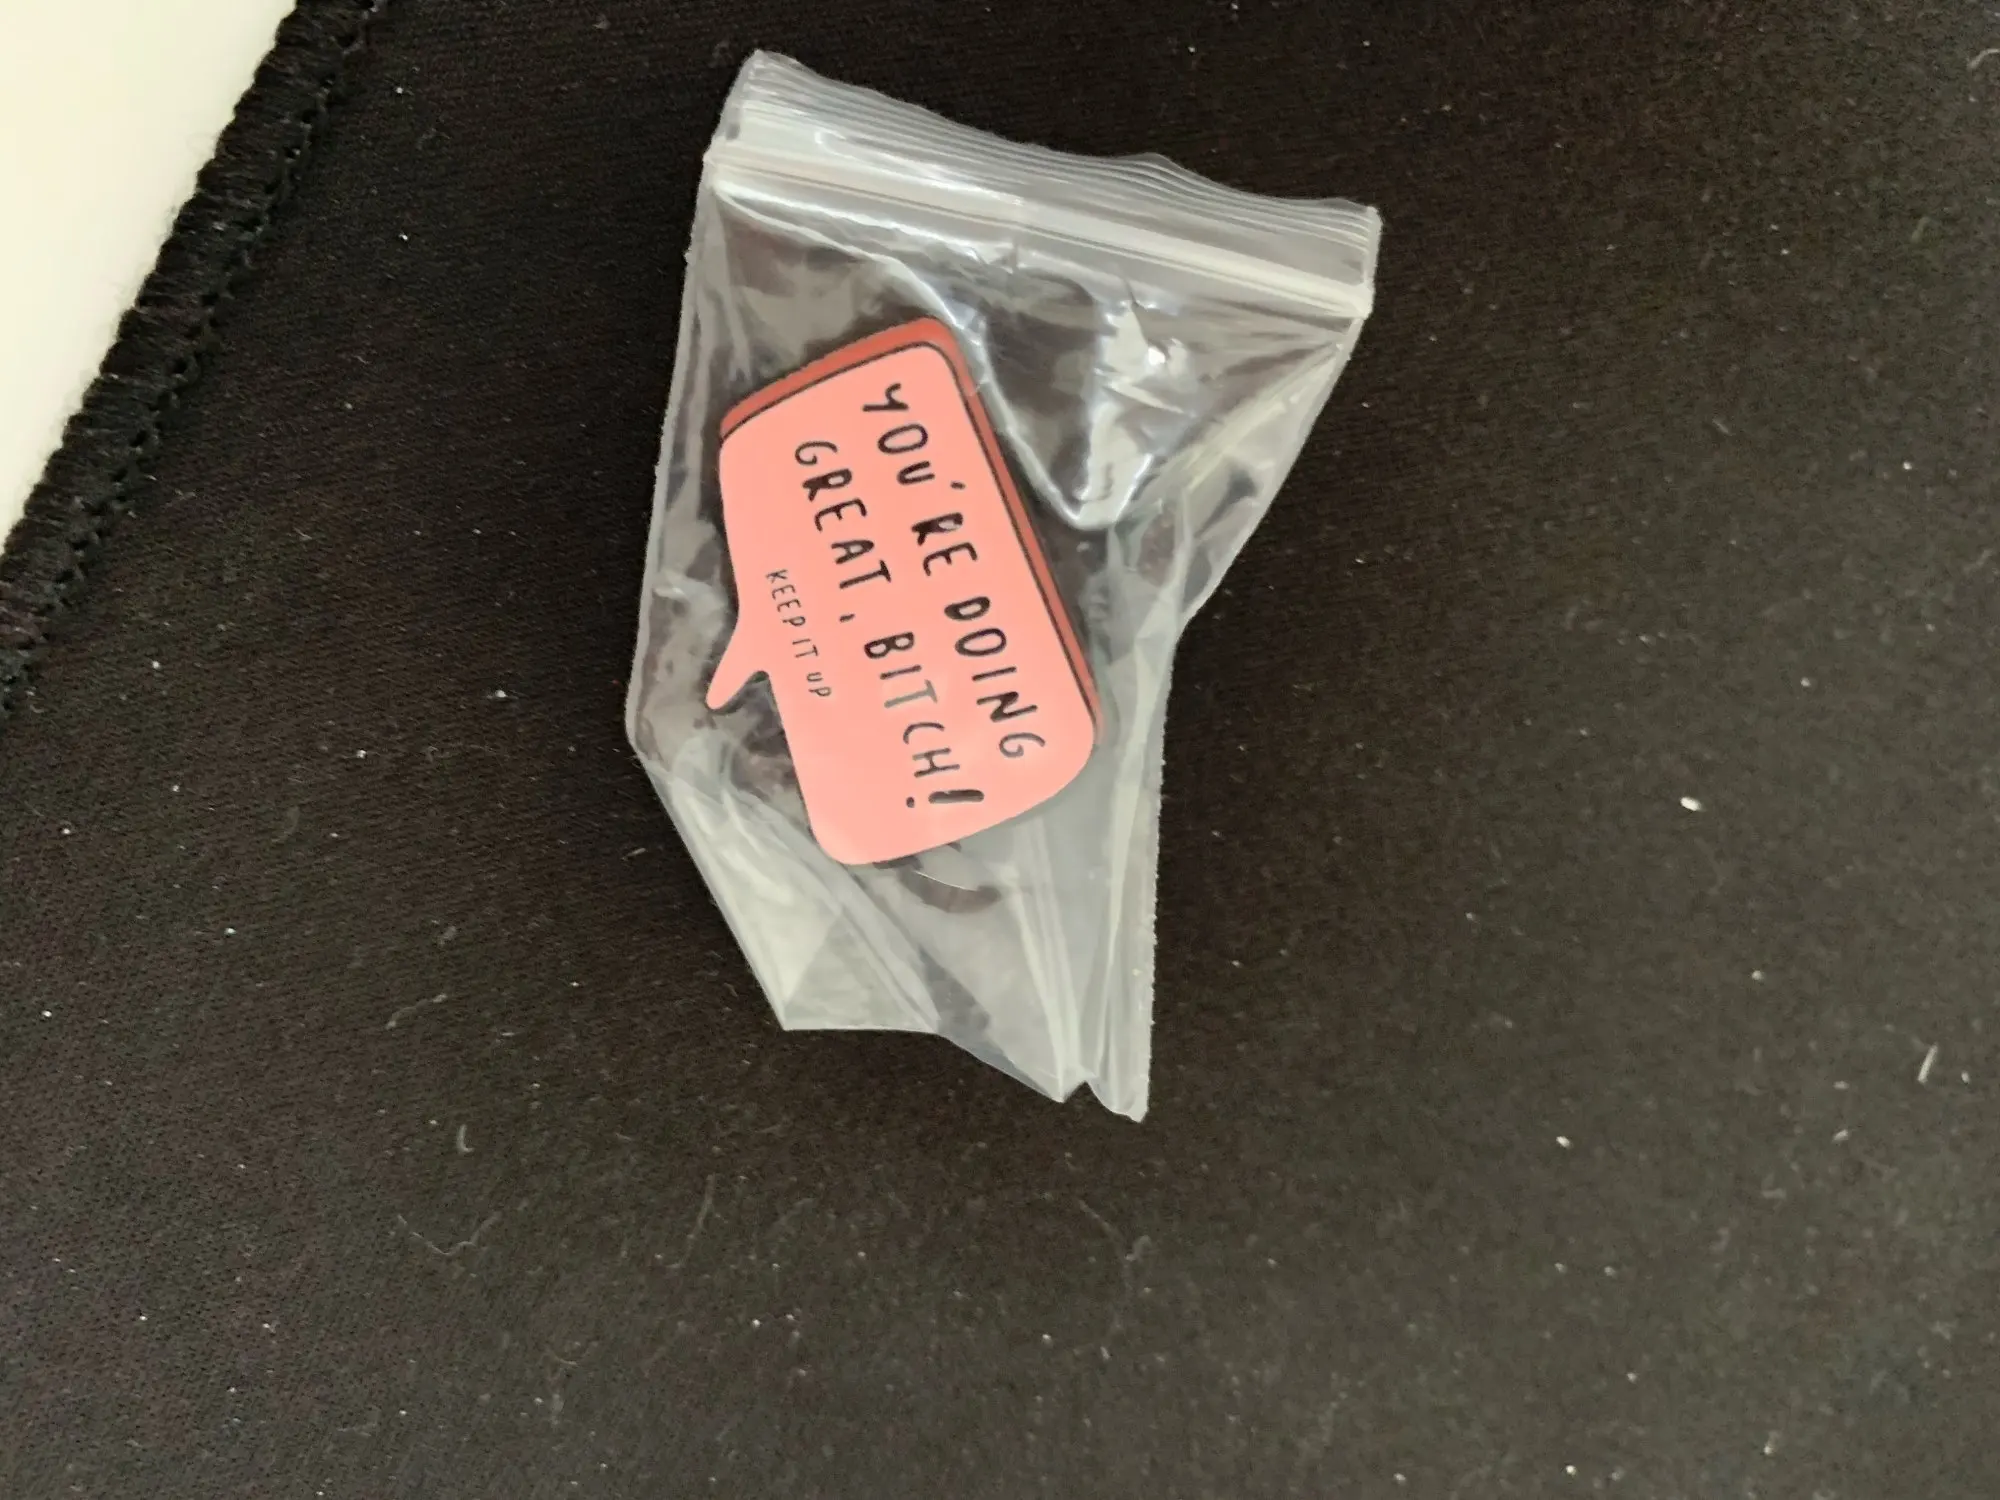 YOU'RE DOING
GREAT, BITCH!
KEEP IT UP